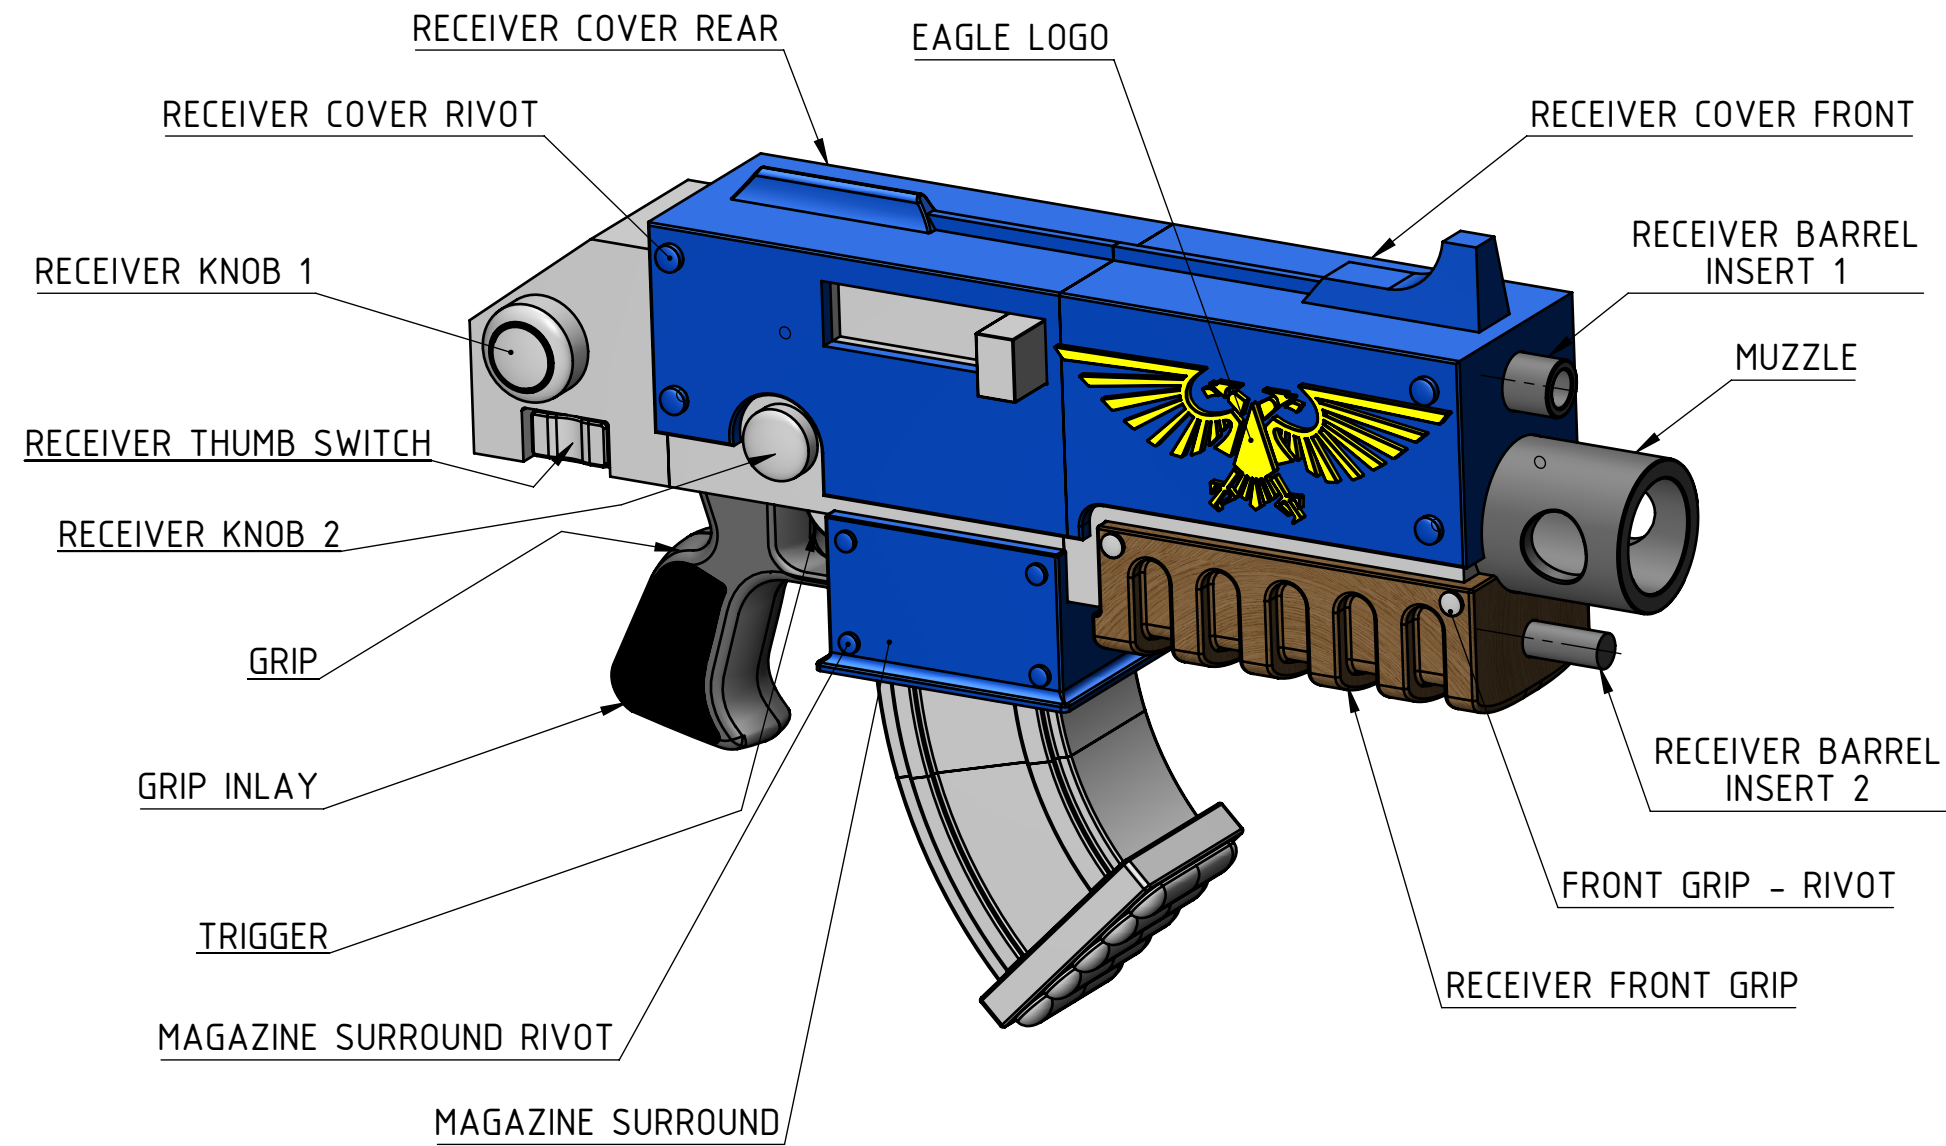 RECEIVER COVER REAR
EAGLE LOGO
RECEIVER COVER RIVOT
RECEIVER COVER FRONT
RECEIVER BARREL
INSERT 1
RECEIVER KNOB 1
MUZZLE
RECEIVER THUMB SWITCH
RECEIVER KNOB 2
GRIP
RECEIVER BARREL
INSERT 2
GRIP INLAY
FRONT GRIP - RIVOT
TRIGGER
RECEIVER FRONT GRIP
MAGAZINE SURROUND RIVOT
MAGAZINE SURROUND